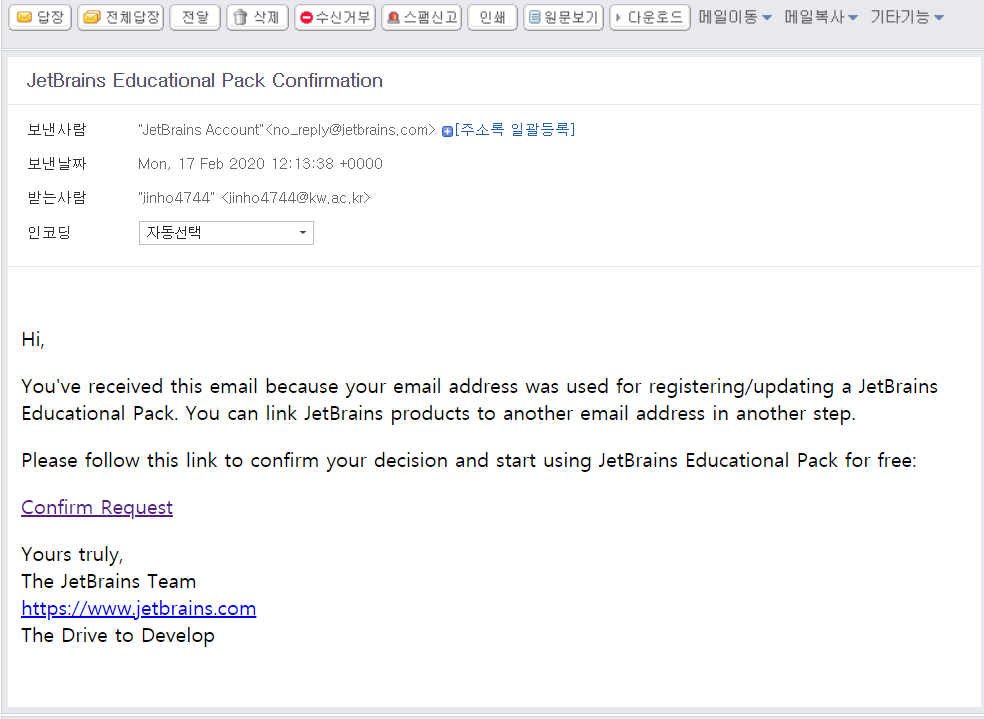 답장 전체답장 전달 삭제 수신거부 스팸신고 인쇄 원문보기 다운로드 메일이동 메일복사 기타기능
JetBrains Educational Pack Confirmation
보낸사람 "JetBrains Account"<no_reply@jetbrains.com> [주소록 일괄등록]
보낸날짜 Mon, 17 Feb 2020 12:13:38 +0000
받는사람 "jinho4744" <jinho4744@kw.ac.kr>
인코딩 자동선택
Hi,
You've received this email because your email address was used for registering/updating a JetBrains
Educational Pack. You can link JetBrains products to another email address in another step.
Please follow this link to confirm your decision and start using JetBrains Educational Pack for free:
Confirm Request
Yours truly,
The JetBrains Team
https://www.jetbrains.com
The Drive to Develop